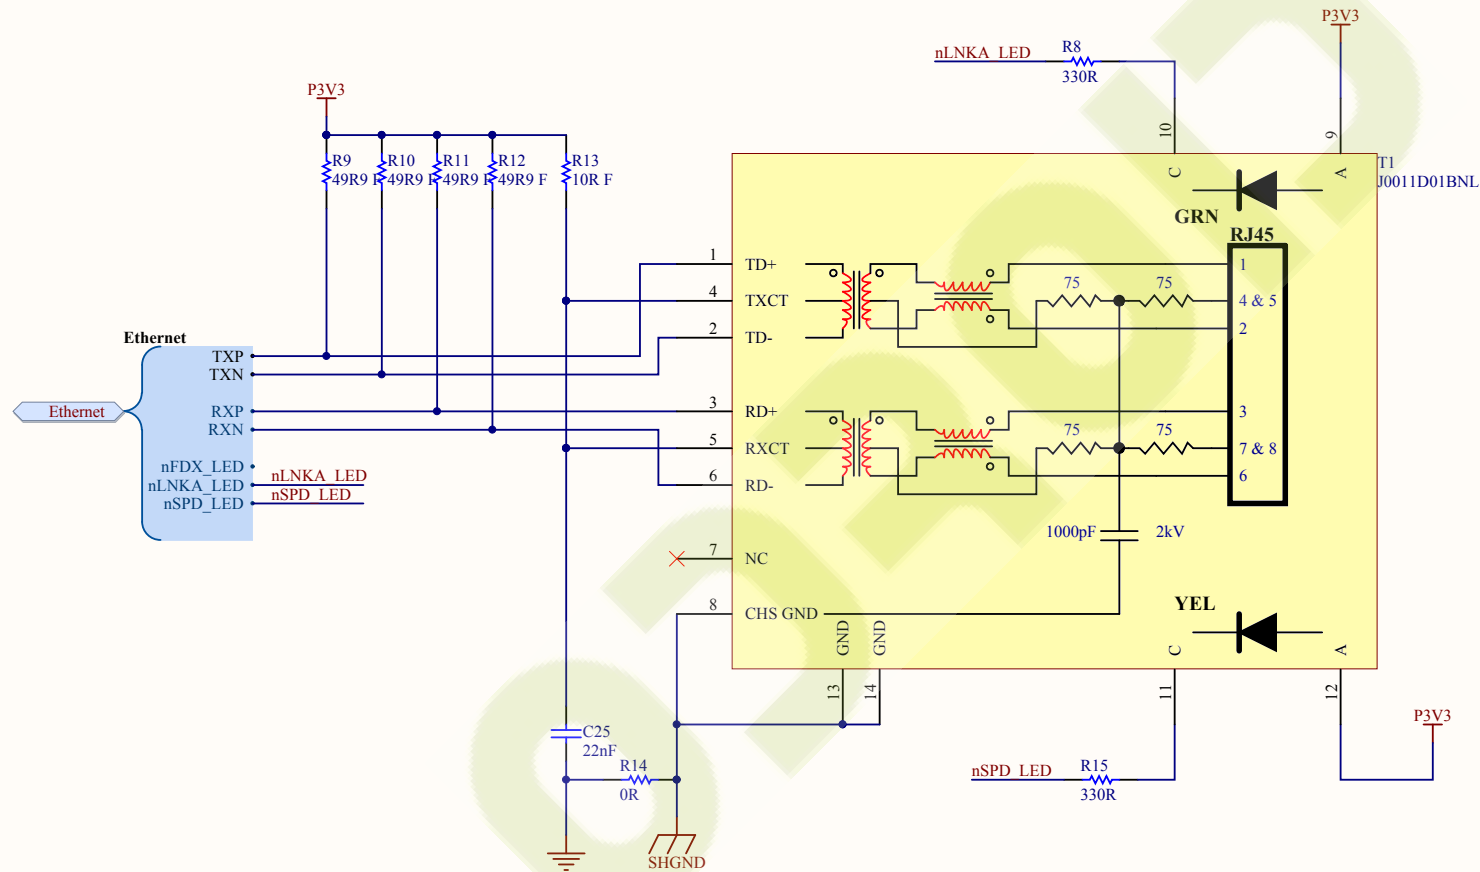 P3V3
nLNKA_LED
R8
330R
P3V3
R9
49R9 F
R10
49R9 F
R11
49R9 F
R12
49R9 F
R13
10R F
10
9
C
A
T1
J0011D01BNL
GRN
RJ45
1
TD+
4
TXCT
2
TD-
3
RD+
5
RXCT
6
RD-
7
NC
8
CHS GND
75
75
1
4 & 5
2
75
75
3
7 & 8
6
1000pF
2kV
Ethernet
TXP
TXN
Ethernet
RXP
RXN
nFDX_LED
nLNKA_LED
nSPD_LED
nLNKA_LED
nSPD_LED
YEL
GND
GND
C
A
13
14
11
12
P3V3
C25
22nF
R14
0R
nSPD_LED
R15
330R
SHGND